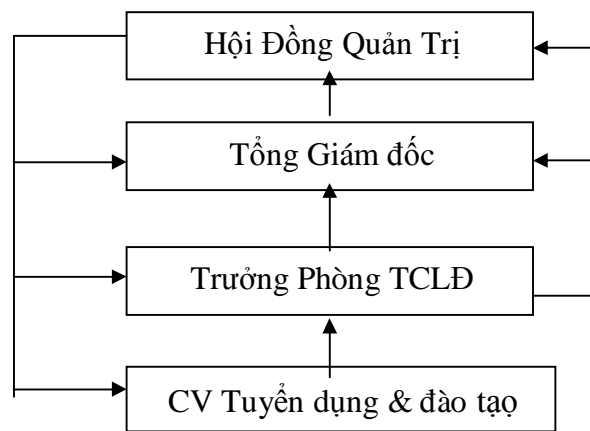 Hội Đồng Quản Trị
Tổng Giám đốc
Trưởng Phòng TCLĐ
CV Tuyển dụng & đào tạo